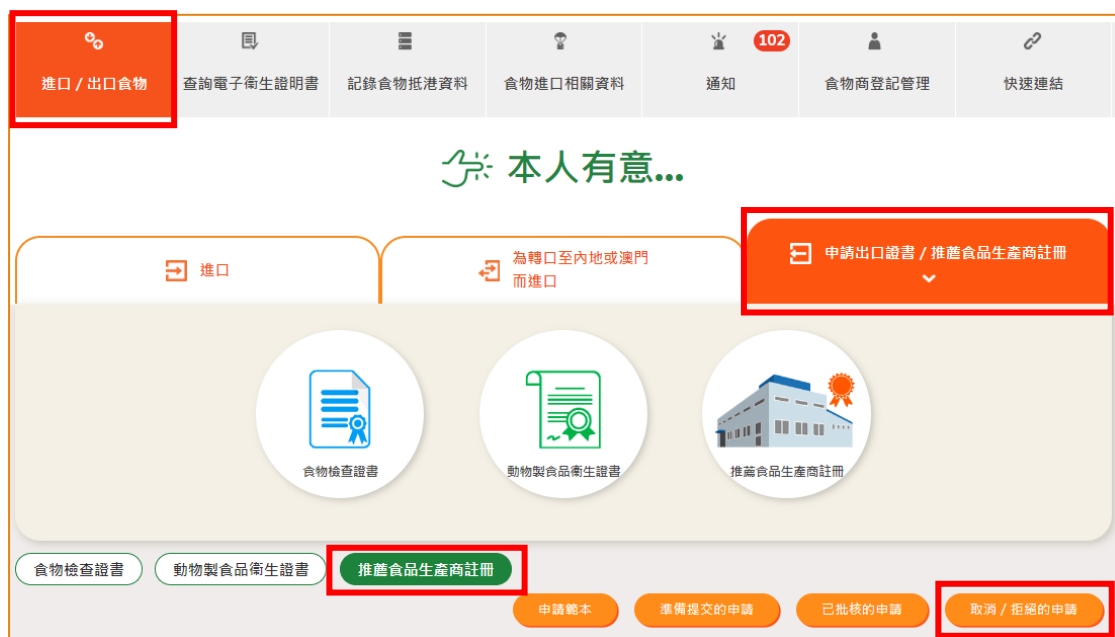 102
進口 / 出口食物
查詢電子衞生證明書
記錄食物抵港資料
食物進口相關資料
通知
食物商登記管理
快速連結
本人有意...
進口
為轉口至內地或澳門
而進口
申請出口證書 / 推薦食品生產商註冊
食物檢查證書
動物製食品衞生證書
推薦食品生產商註冊
食物檢查證書
動物製食品衞生證書
推薦食品生產商註冊
申請範本
準備提交的申請
已批核的申請
取消 / 拒絕的申請